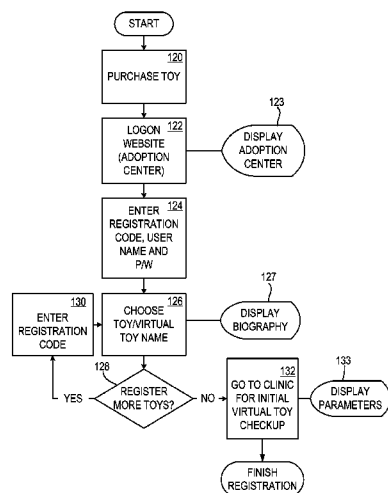 START
120
PURCHASE TOY
122
LOGON
WEBSITE
(ADOPTION
CENTER)
123
DISPLAY
ADOPTION
CENTER
124
ENTER
REGISTRATION
CODE, USER
NAME AND
P/W
130
ENTER
REGISTRATION
CODE
126
CHOOSE
TOY/VIRTUAL
TOY NAME
127
DISPLAY
BIOGRAPHY
128
REGISTER
MORE TOYS?
YES
NO
132
GO TO CLINIC
FOR INITIAL
VIRTUAL TOY
CHECKUP
133
DISPLAY
PARAMETERS
FINISH
REGISTRATION